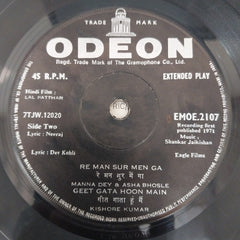 TRADE MARK
ODEON
Regd. Trade Mark of The Gramophone Co., Ltd.
45 R.P.M.
EXTENDED PLAY
Hindi Film :
LAL PATTHAR
7TJW.12020
Side Two
Lyric : Neeraj
Lyric : Dev Kohli
EMOE.2107
Recording first
published 1971
Music :
Shankar Jaikishan
Eagle Films
RE MAN SUR MEN GA
रे मन सुर में गा
MANNA DEY & ASHA BHOSLE
GEET GATA HOON MAIN
गीत गाता हूं मैं
KISHORE KUMAR